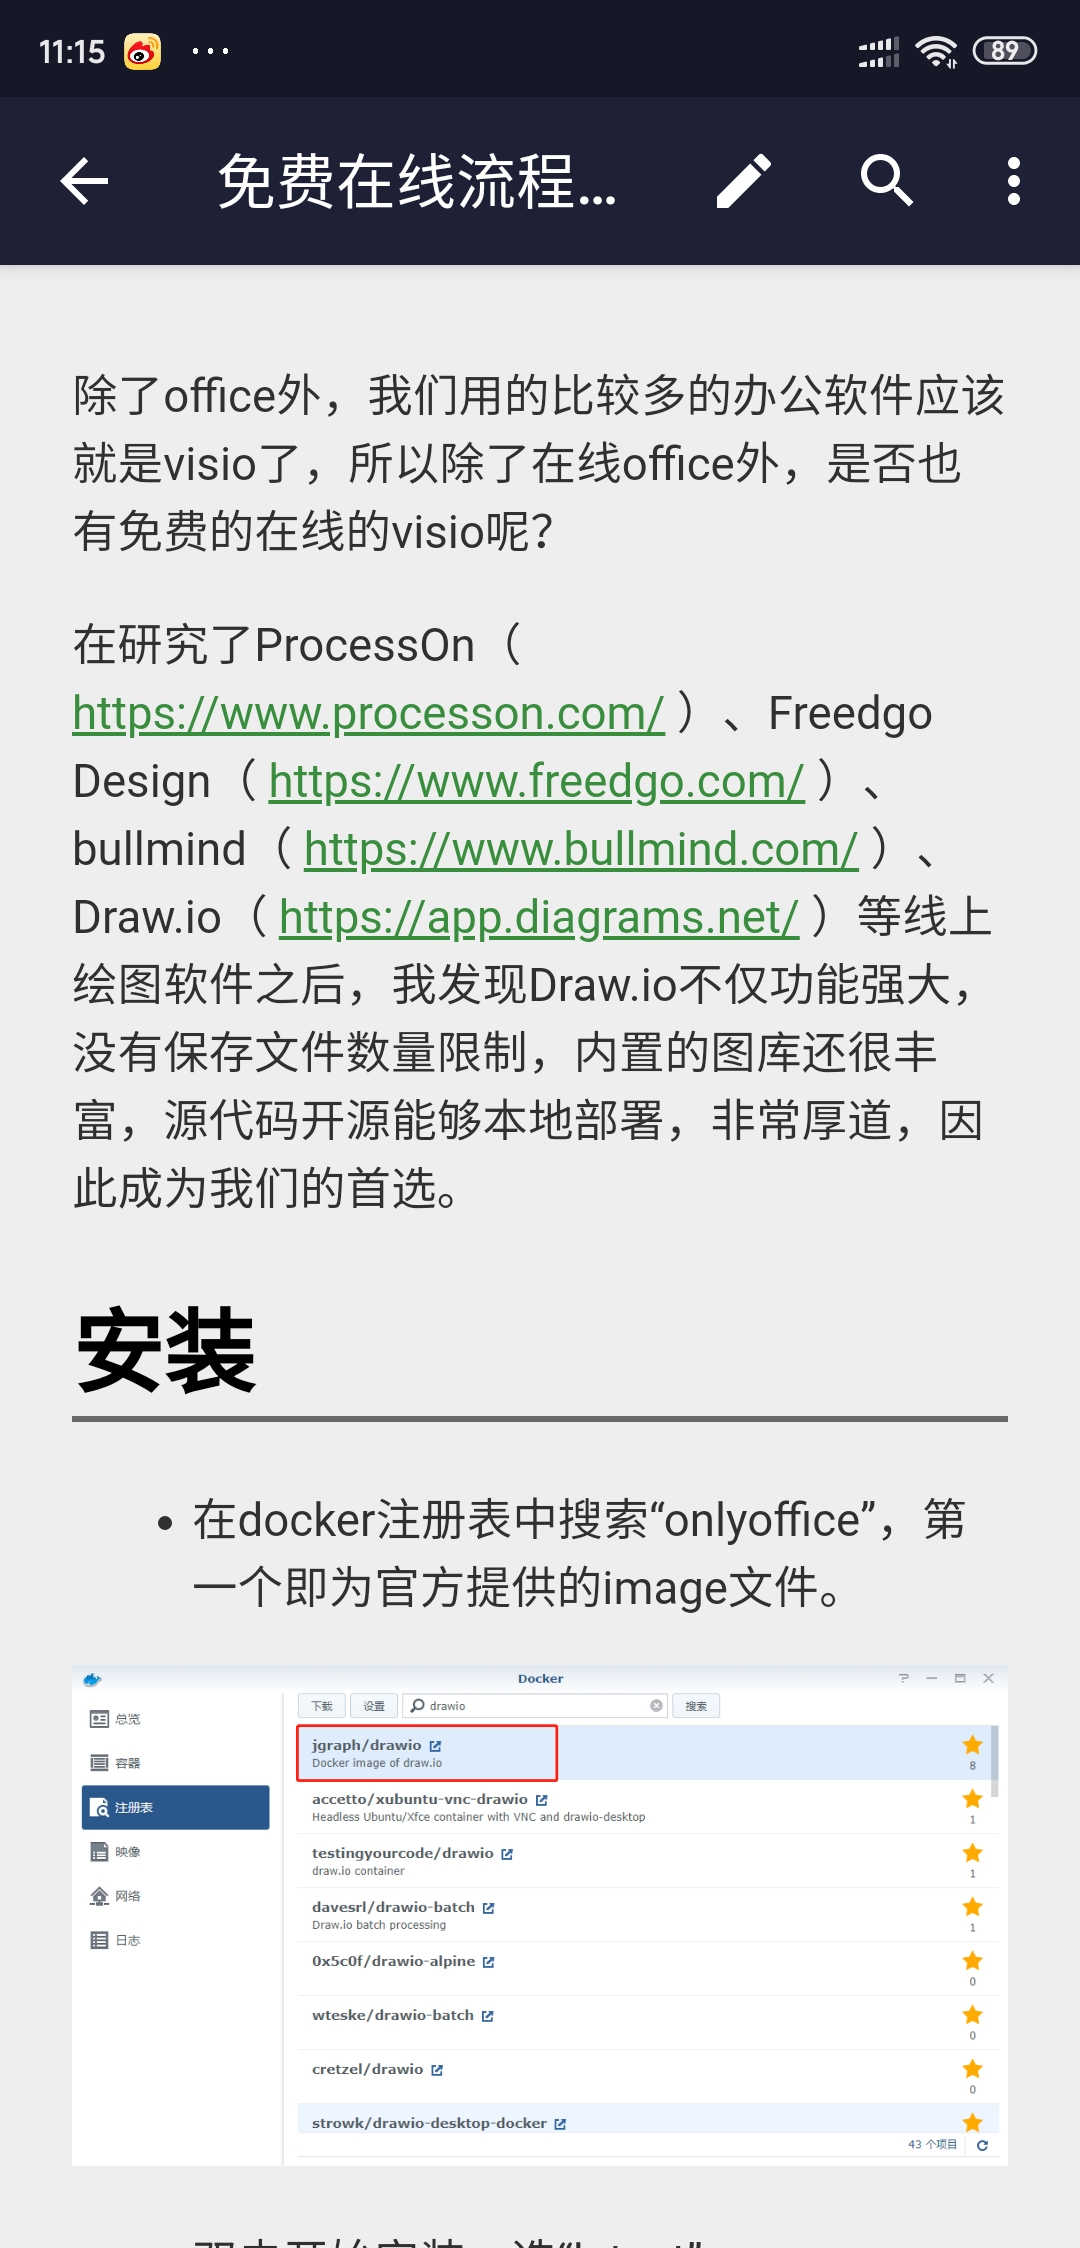 11:15
89
免费在线流程...
除了office外，我们用的比较多的办公软件应该
就是visio了，所以除了在线office外，是否也
有免费的在线的visio呢？
在研究了ProcessOn（
https://www.processon.com/ ）、Freedgo
Design（ https://www.freedgo.com/ ）、
bullmind（ https://www.bullmind.com/ ）、
Draw.io（ https://app.diagrams.net/ ）等线上
绘图软件之后，我发现Draw.io不仅功能强大，
没有保存文件数量限制，内置的图库还很丰
富，源代码开源能够本地部署，非常厚道，因
此成为我们的首选。
安装
• 在docker注册表中搜索“onlyoffice”，第
一个即为官方提供的image文件。
Docker
总览
容器
注册表
映像
网络
日志
下载 设置 drawio 搜索
jgraph/drawio
Docker image of draw.io
8
accetto/xubuntu-vnc-drawio
Headless Ubuntu/Xfce container with VNC and drawio-desktop
1
testingyourcode/drawio
draw.io container
1
davesrl/drawio-batch
Draw.io batch processing
1
0x5c0f/drawio-alpine
0
wteske/drawio-batch
0
cretzel/drawio
0
strowk/drawio-desktop-docker
43 个项目